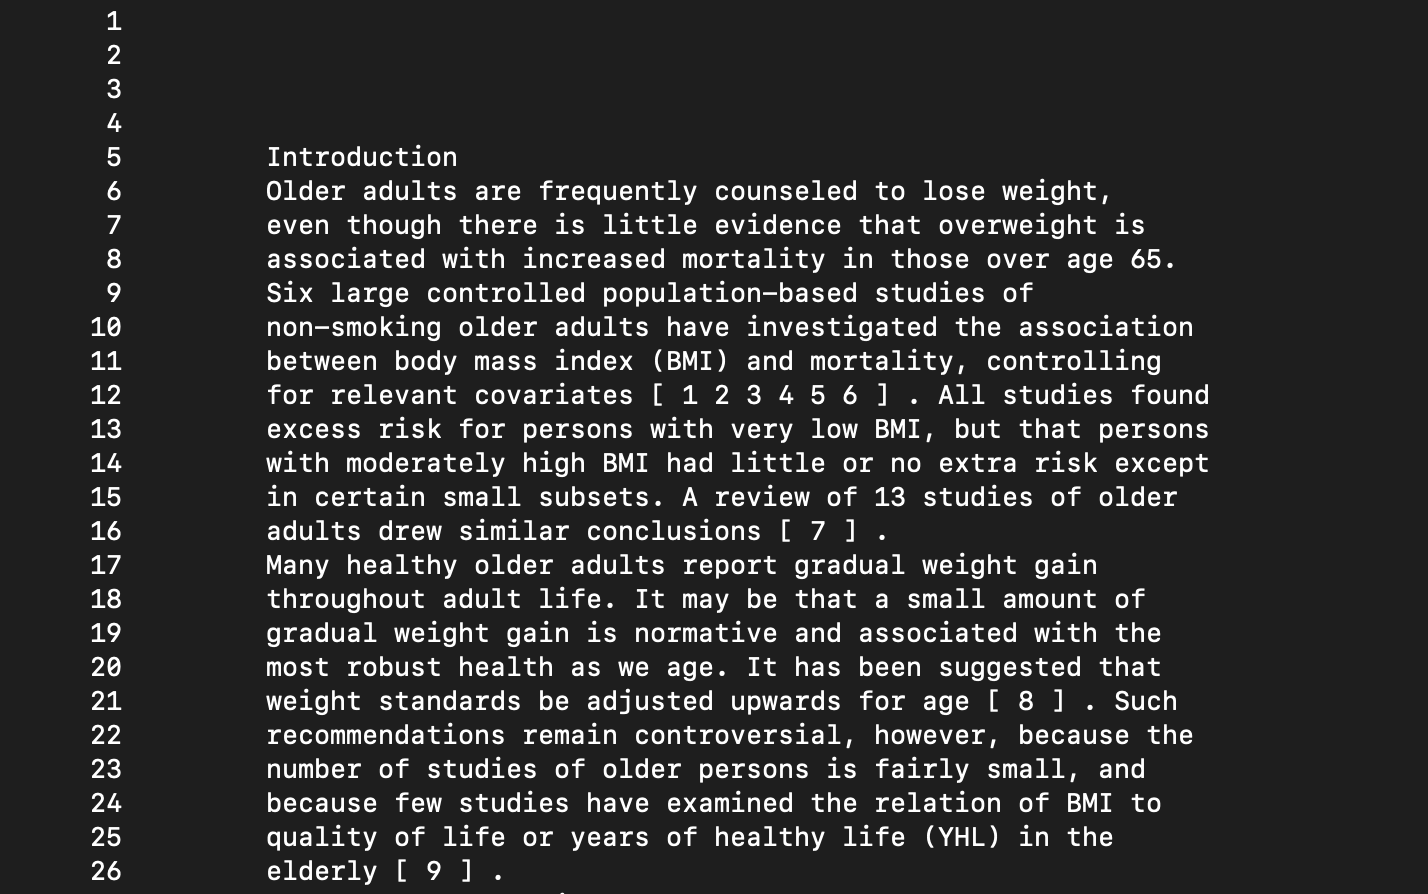 1
2
3
4
5 Introduction
6 Older adults are frequently counseled to lose weight,
7 even though there is little evidence that overweight is
8 associated with increased mortality in those over age 65.
9 Six large controlled population-based studies of
10 non-smoking older adults have investigated the association
11 between body mass index (BMI) and mortality, controlling
12 for relevant covariates [ 1 2 3 4 5 6 ] . All studies found
13 excess risk for persons with very low BMI, but that persons
14 with moderately high BMI had little or no extra risk except
15 in certain small subsets. A review of 13 studies of older
16 adults drew similar conclusions [ 7 ] .
17 Many healthy older adults report gradual weight gain
18 throughout adult life. It may be that a small amount of
19 gradual weight gain is normative and associated with the
20 most robust health as we age. It has been suggested that
21 weight standards be adjusted upwards for age [ 8 ] . Such
22 recommendations remain controversial, however, because the
23 number of studies of older persons is fairly small, and
24 because few studies have examined the relation of BMI to
25 quality of life or years of healthy life (YHL) in the
26 elderly [ 9 ] .